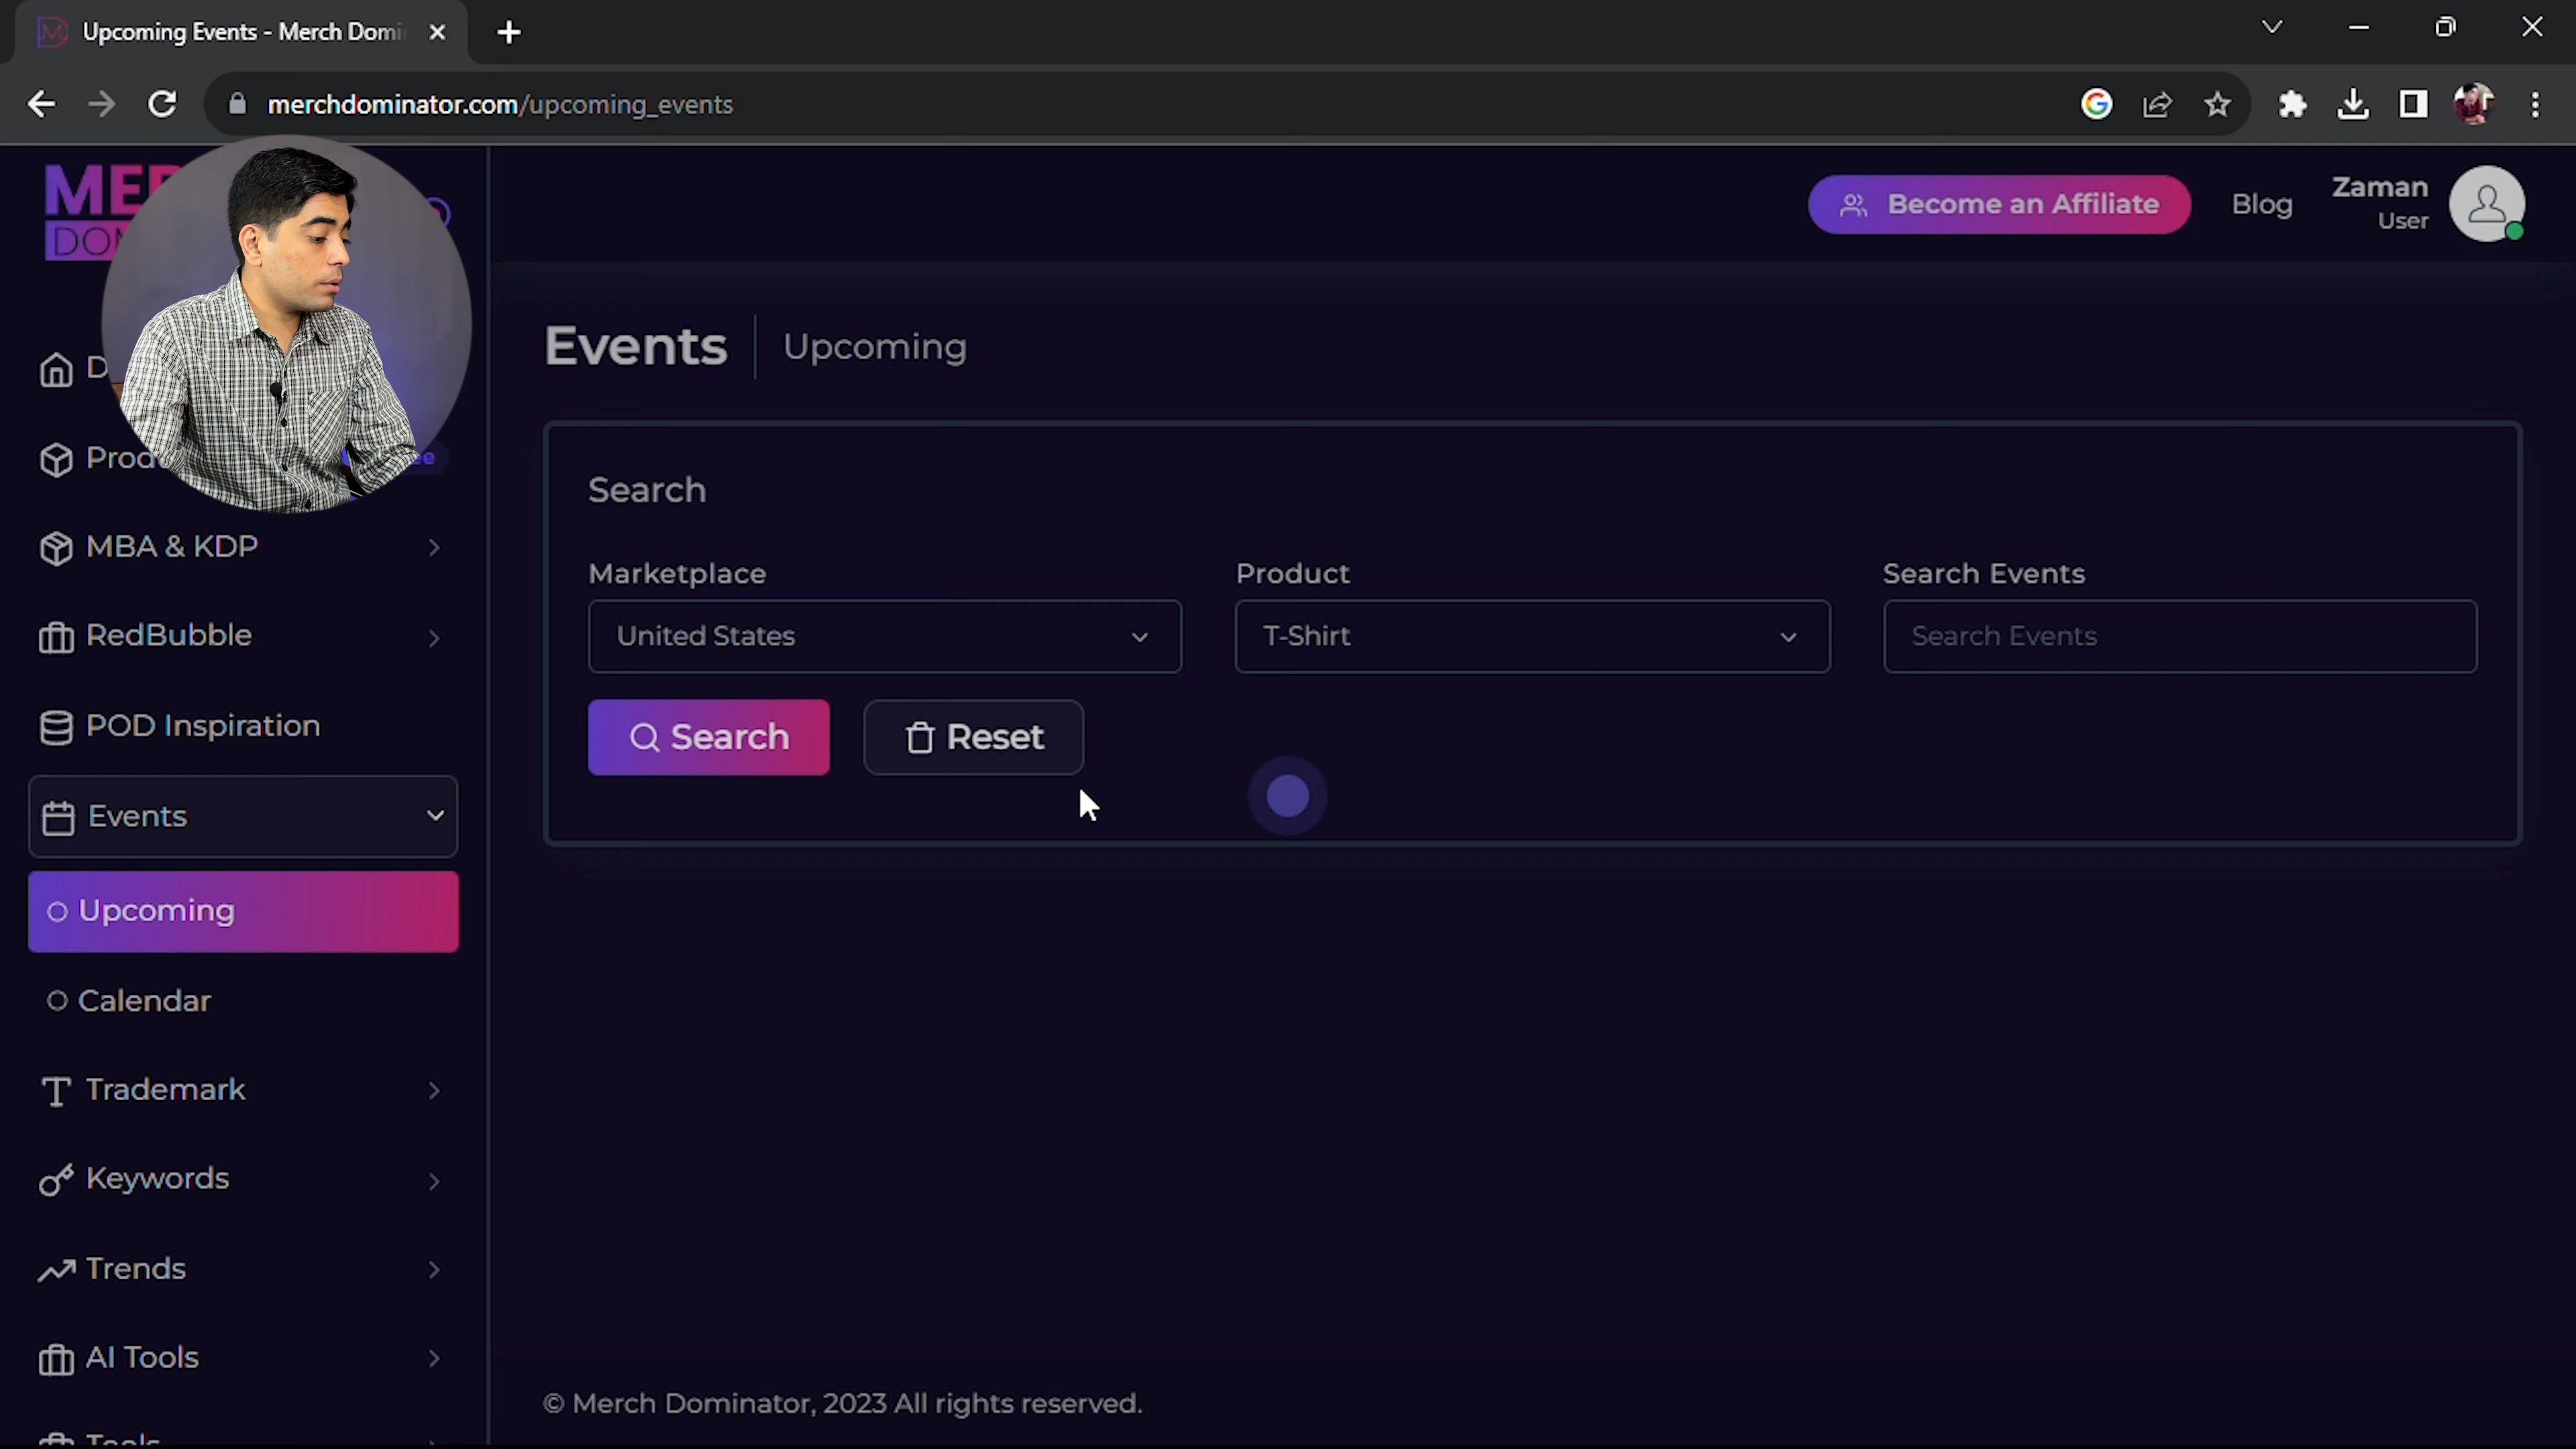 Upcoming Events - Merch Domi
merchdominator.com/upcoming_events
Become an Affiliate
Blog
Zaman
User
Events
Upcoming
Search
Marketplace
Product
Search Events
United States
T-Shirt
Search Events
Search
Reset
MBA & KDP
RedBubble
POD Inspiration
Events
Upcoming
Calendar
Trademark
Keywords
Trends
AI Tools
Tools
© Merch Dominator, 2023 All rights reserved.